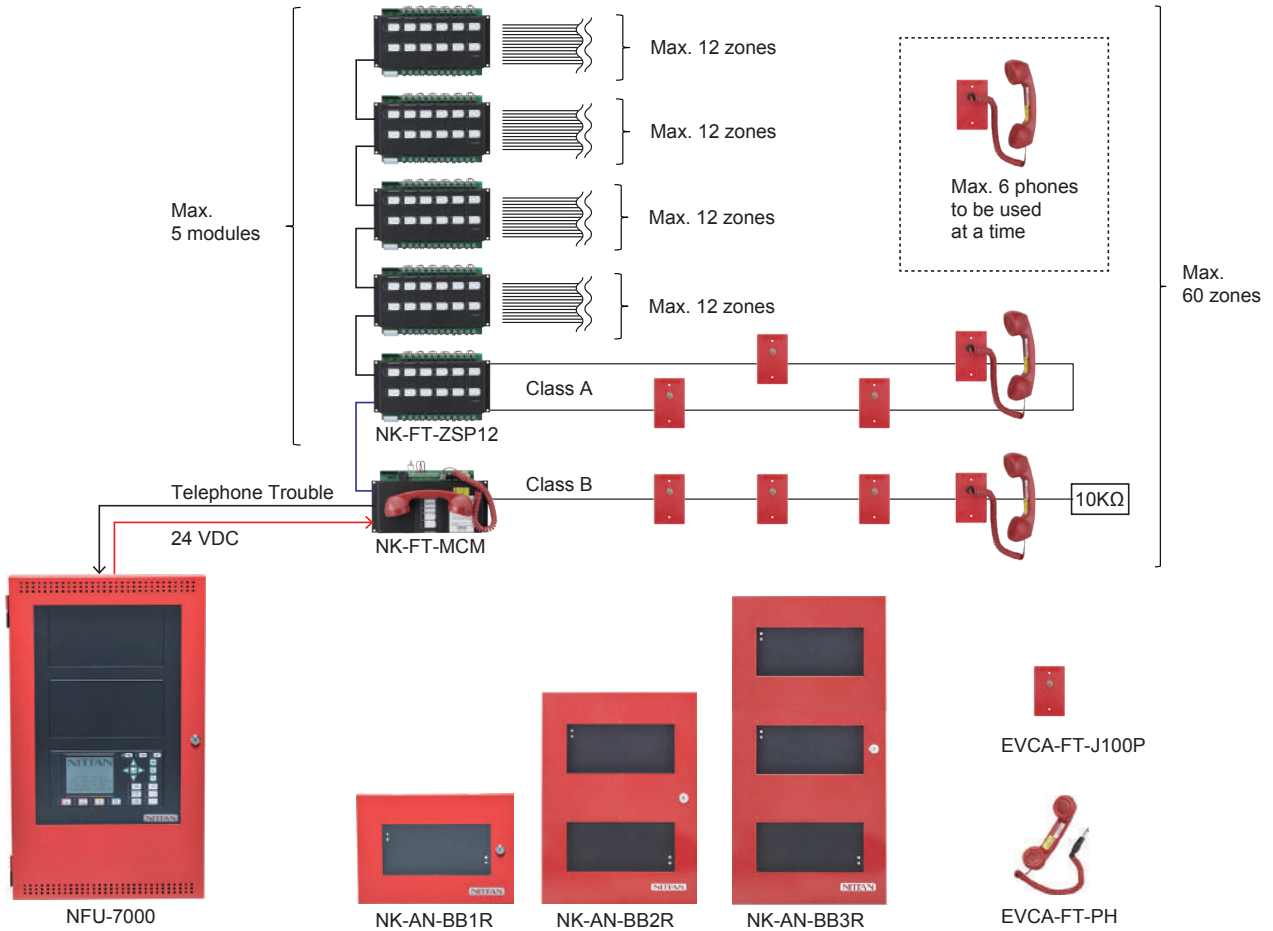 Max. 12 zones
Max. 12 zones
Max. 12 zones
Max. 12 zones
Max.
5 modules
Max. 6 phones
to be used
at a time
Max.
60 zones
Class A
NK-FT-ZSP12
Telephone Trouble
Class B
10KΩ
24 VDC
NK-FT-MCM
NITTAN
NITTAN
NITTAN
NITTAN
NITTAN
EVCA-FT-J100P
NFU-7000
NK-AN-BB1R
NK-AN-BB2R
NK-AN-BB3R
EVCA-FT-PH